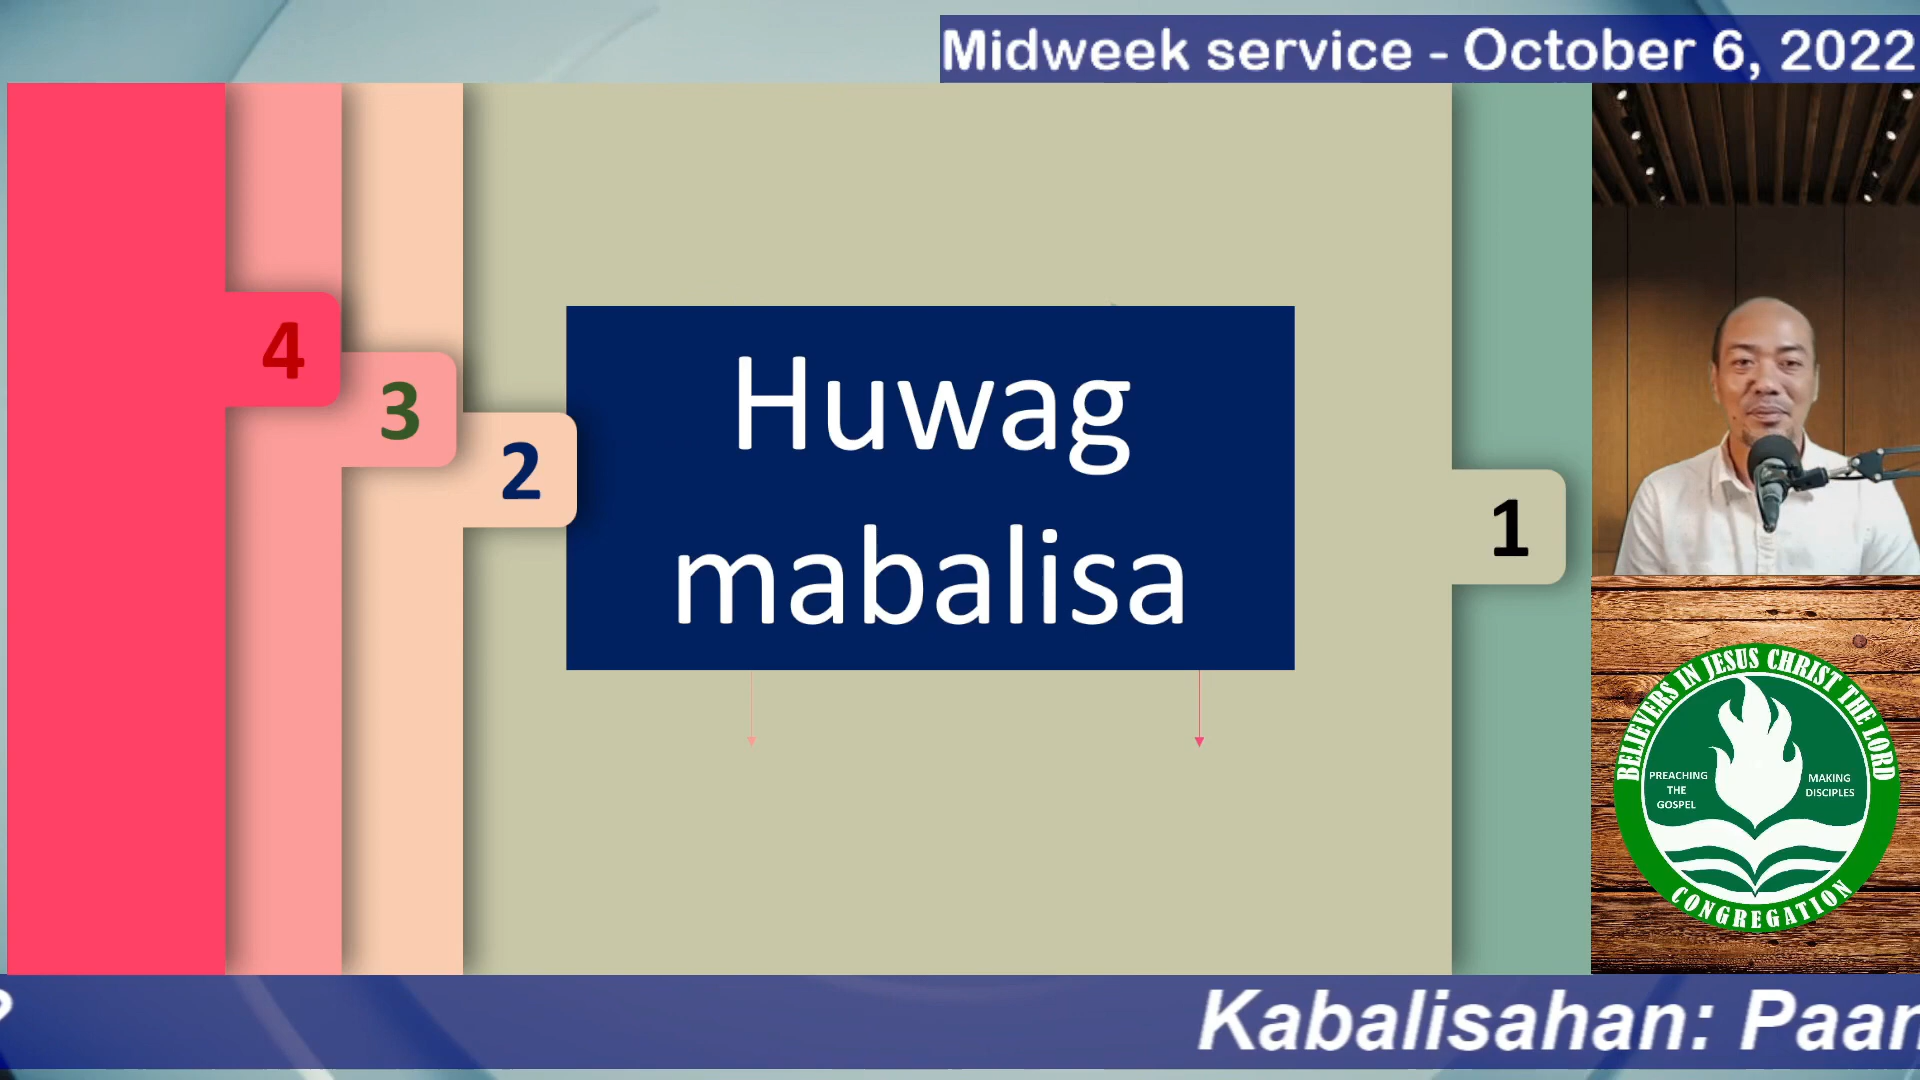 Midweek service - October 6, 2022
4
3
2
Huwag
mabalisa
1
BELIEVERS IN JESUS CHRIST THE LORD
PREACHING
THE
GOSPEL
MAKING
DISCIPLES
CONGREGATION
?
Kabalisahan: Paan